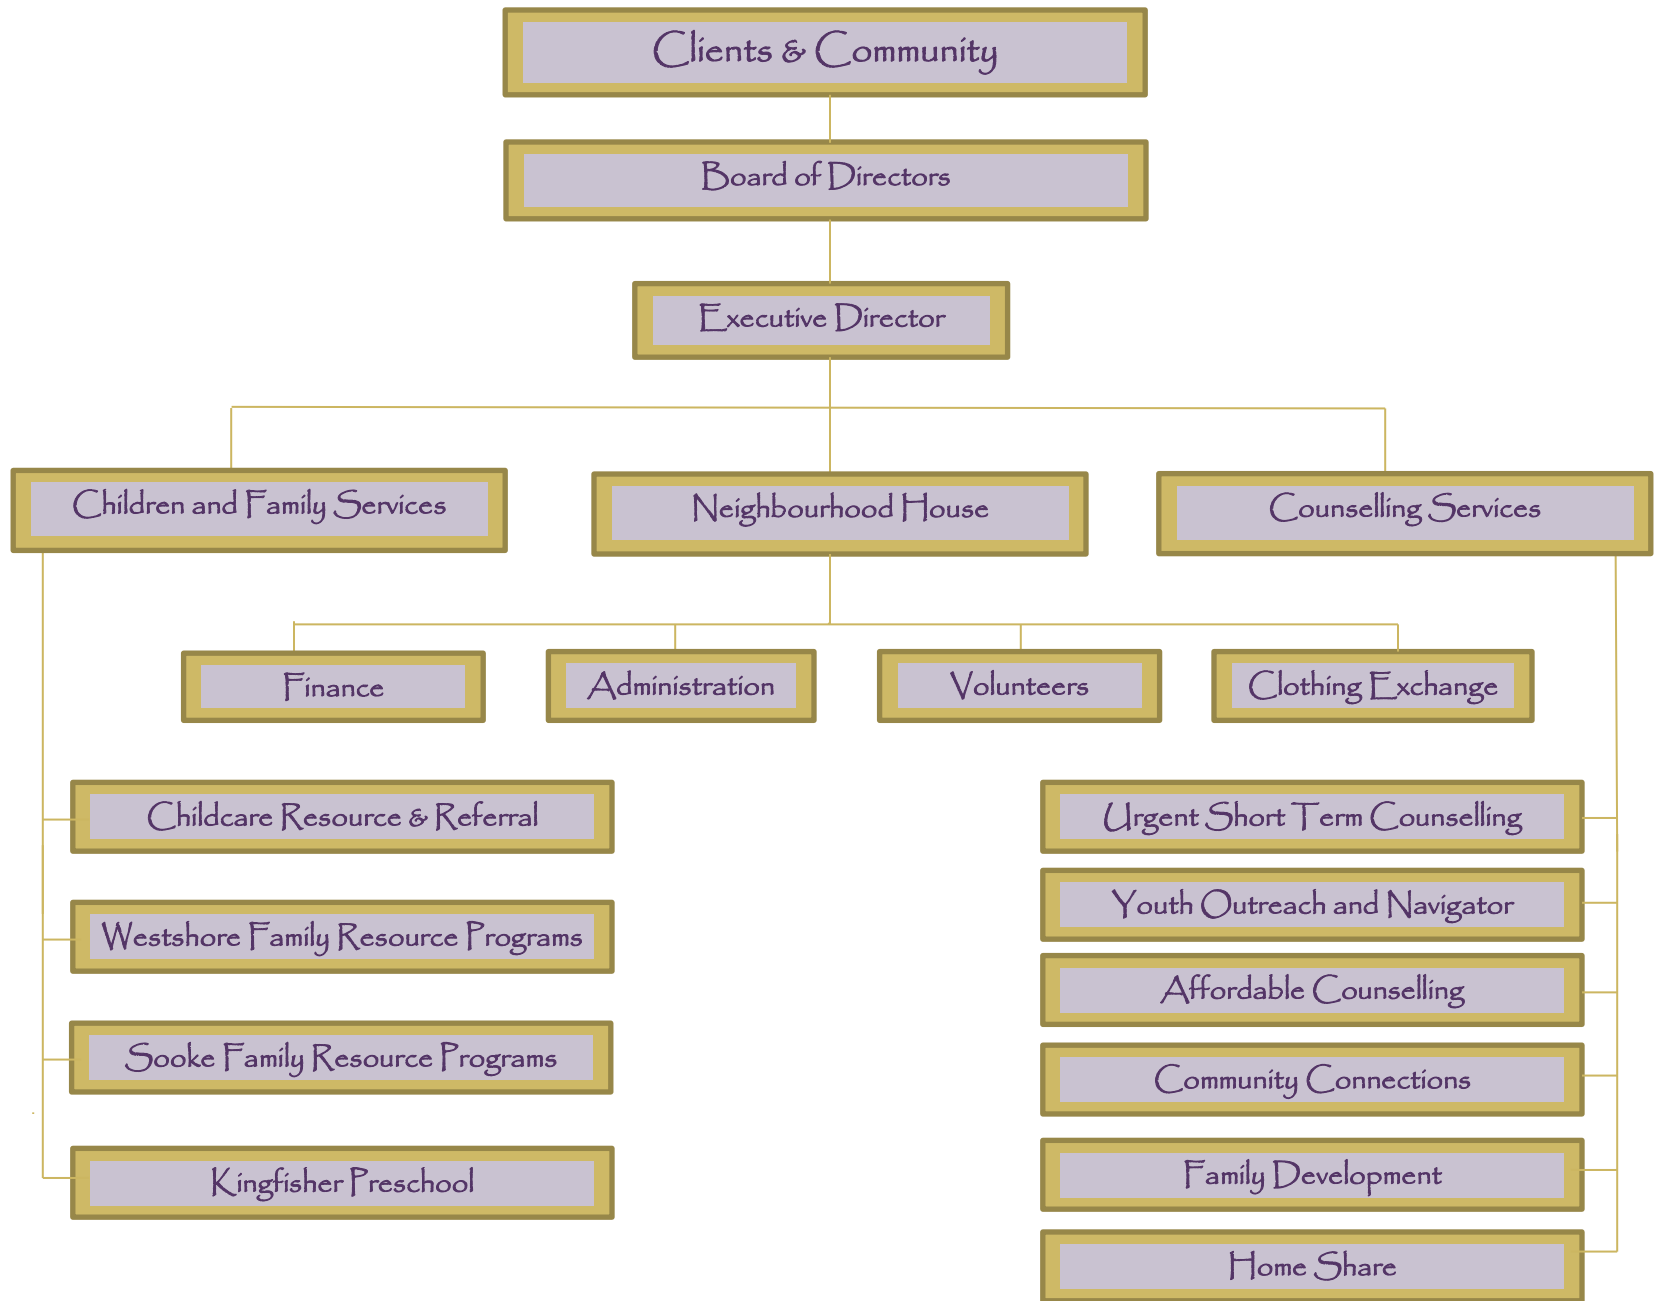 Clients & Community
Board of Directors
Executive Director
Children and Family Services
Neighbourhood House
Counselling Services
Finance
Administration
Volunteers
Clothing Exchange
Childcare Resource & Referral
Westshore Family Resource Programs
Sooke Family Resource Programs
Kingfisher Preschool
Urgent Short Term Counselling
Youth Outreach and Navigator
Affordable Counselling
Community Connections
Family Development
Home Share